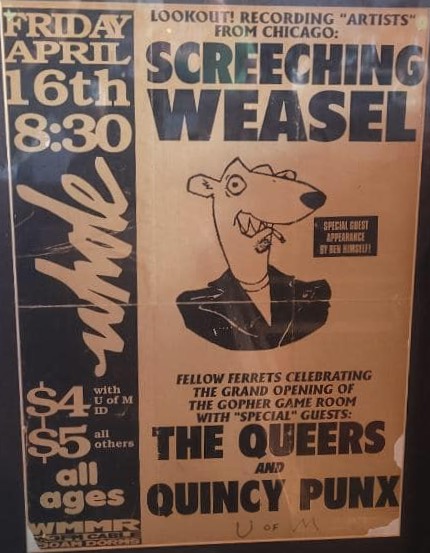 FRIDAY
APRIL
16th
8:30
whole
$4 with
U of M
ID
$5 all
others
all
ages
WMMR
CABLE
DORMS
LOOKOUT! RECORDING "ARTISTS"
FROM CHICAGO:
SCREECHING
WEASEL
SPECIAL GUEST
APPEARANCE
BY BEN HIMSELF!
FELLOW FERRETS CELEBRATING
THE GRAND OPENING OF
THE GOPHER GAME ROOM
WITH "SPECIAL" GUESTS:
THE QUEERS
AND
QUINCY PUNX
U OF M